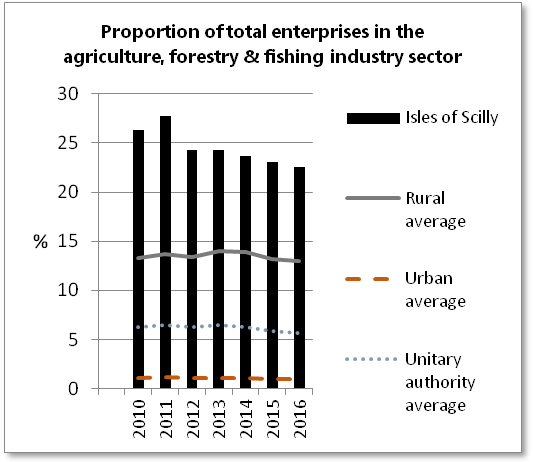 Proportion of total enterprises in the
agriculture, forestry & fishing industry sector
30
25
20
15
10
5
0
%
2010
2011
2012
2013
2014
2015
2016
Isles of Scilly
Rural
average
Urban
average
Unitary
authority
average